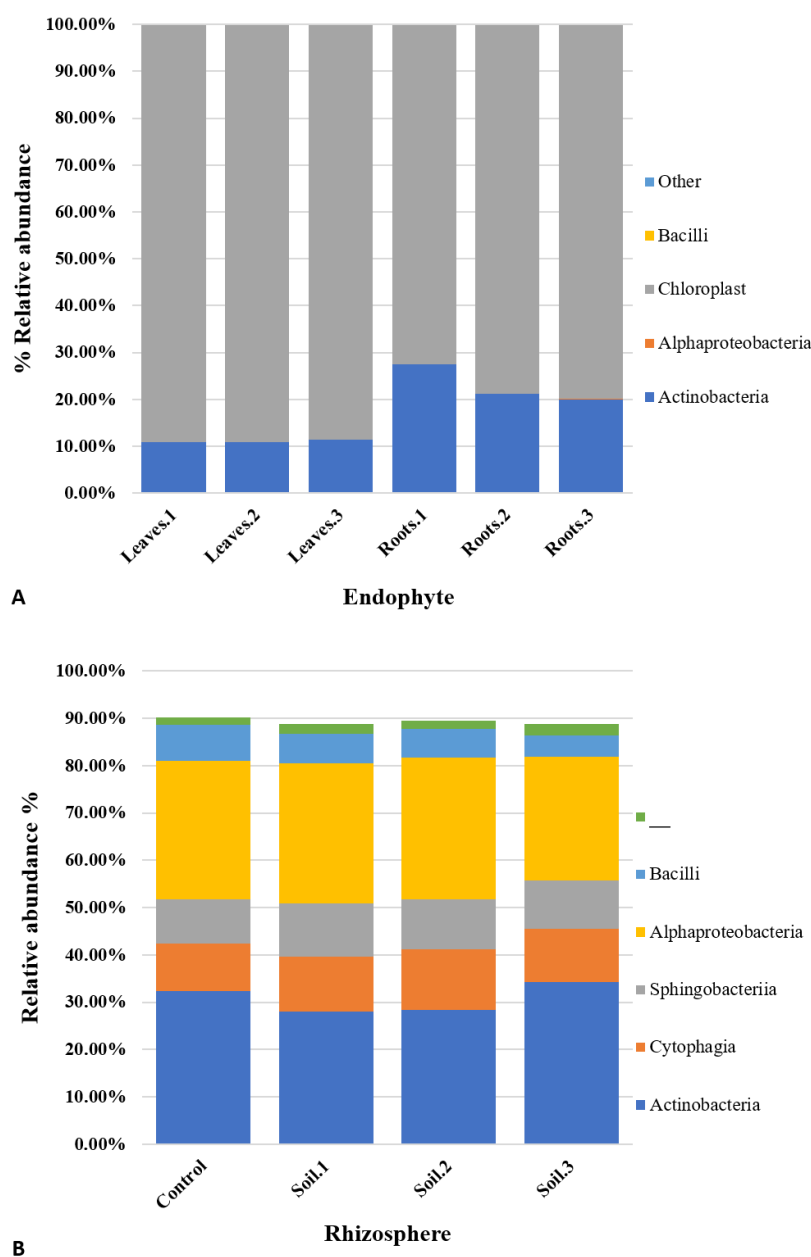 100.00%
90.00%
80.00%
70.00%
60.00%
50.00%
40.00%
30.00%
20.00%
10.00%
0.00%
% Relative abundance
Other
Bacilli
Chloroplast
Alphaproteobacteria
Actinobacteria
Leaves.1
Leaves.2
Leaves.3
Roots.1
Roots.2
Roots.3
A
Endophyte
100.00%
90.00%
80.00%
70.00%
60.00%
50.00%
40.00%
30.00%
20.00%
10.00%
0.00%
Relative abundance %
__
Bacilli
Alphaproteobacteria
Sphingobacteriia
Cytophagia
Actinobacteria
Control
Soil.1
Soil.2
Soil.3
Rhizosphere
B